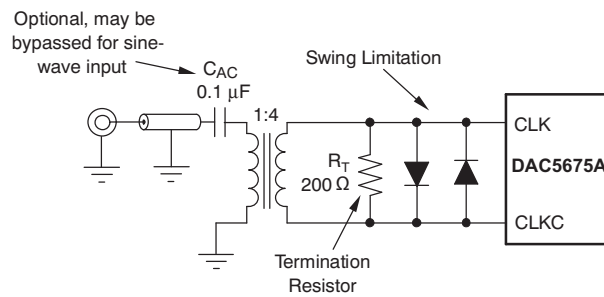 Optional, may be
bypassed for sine-
wave input
CAC
0.1 μF
1:4
Swing Limitation
RT
200 Ω
Termination
Resistor
CLK
DAC5675A
CLKC